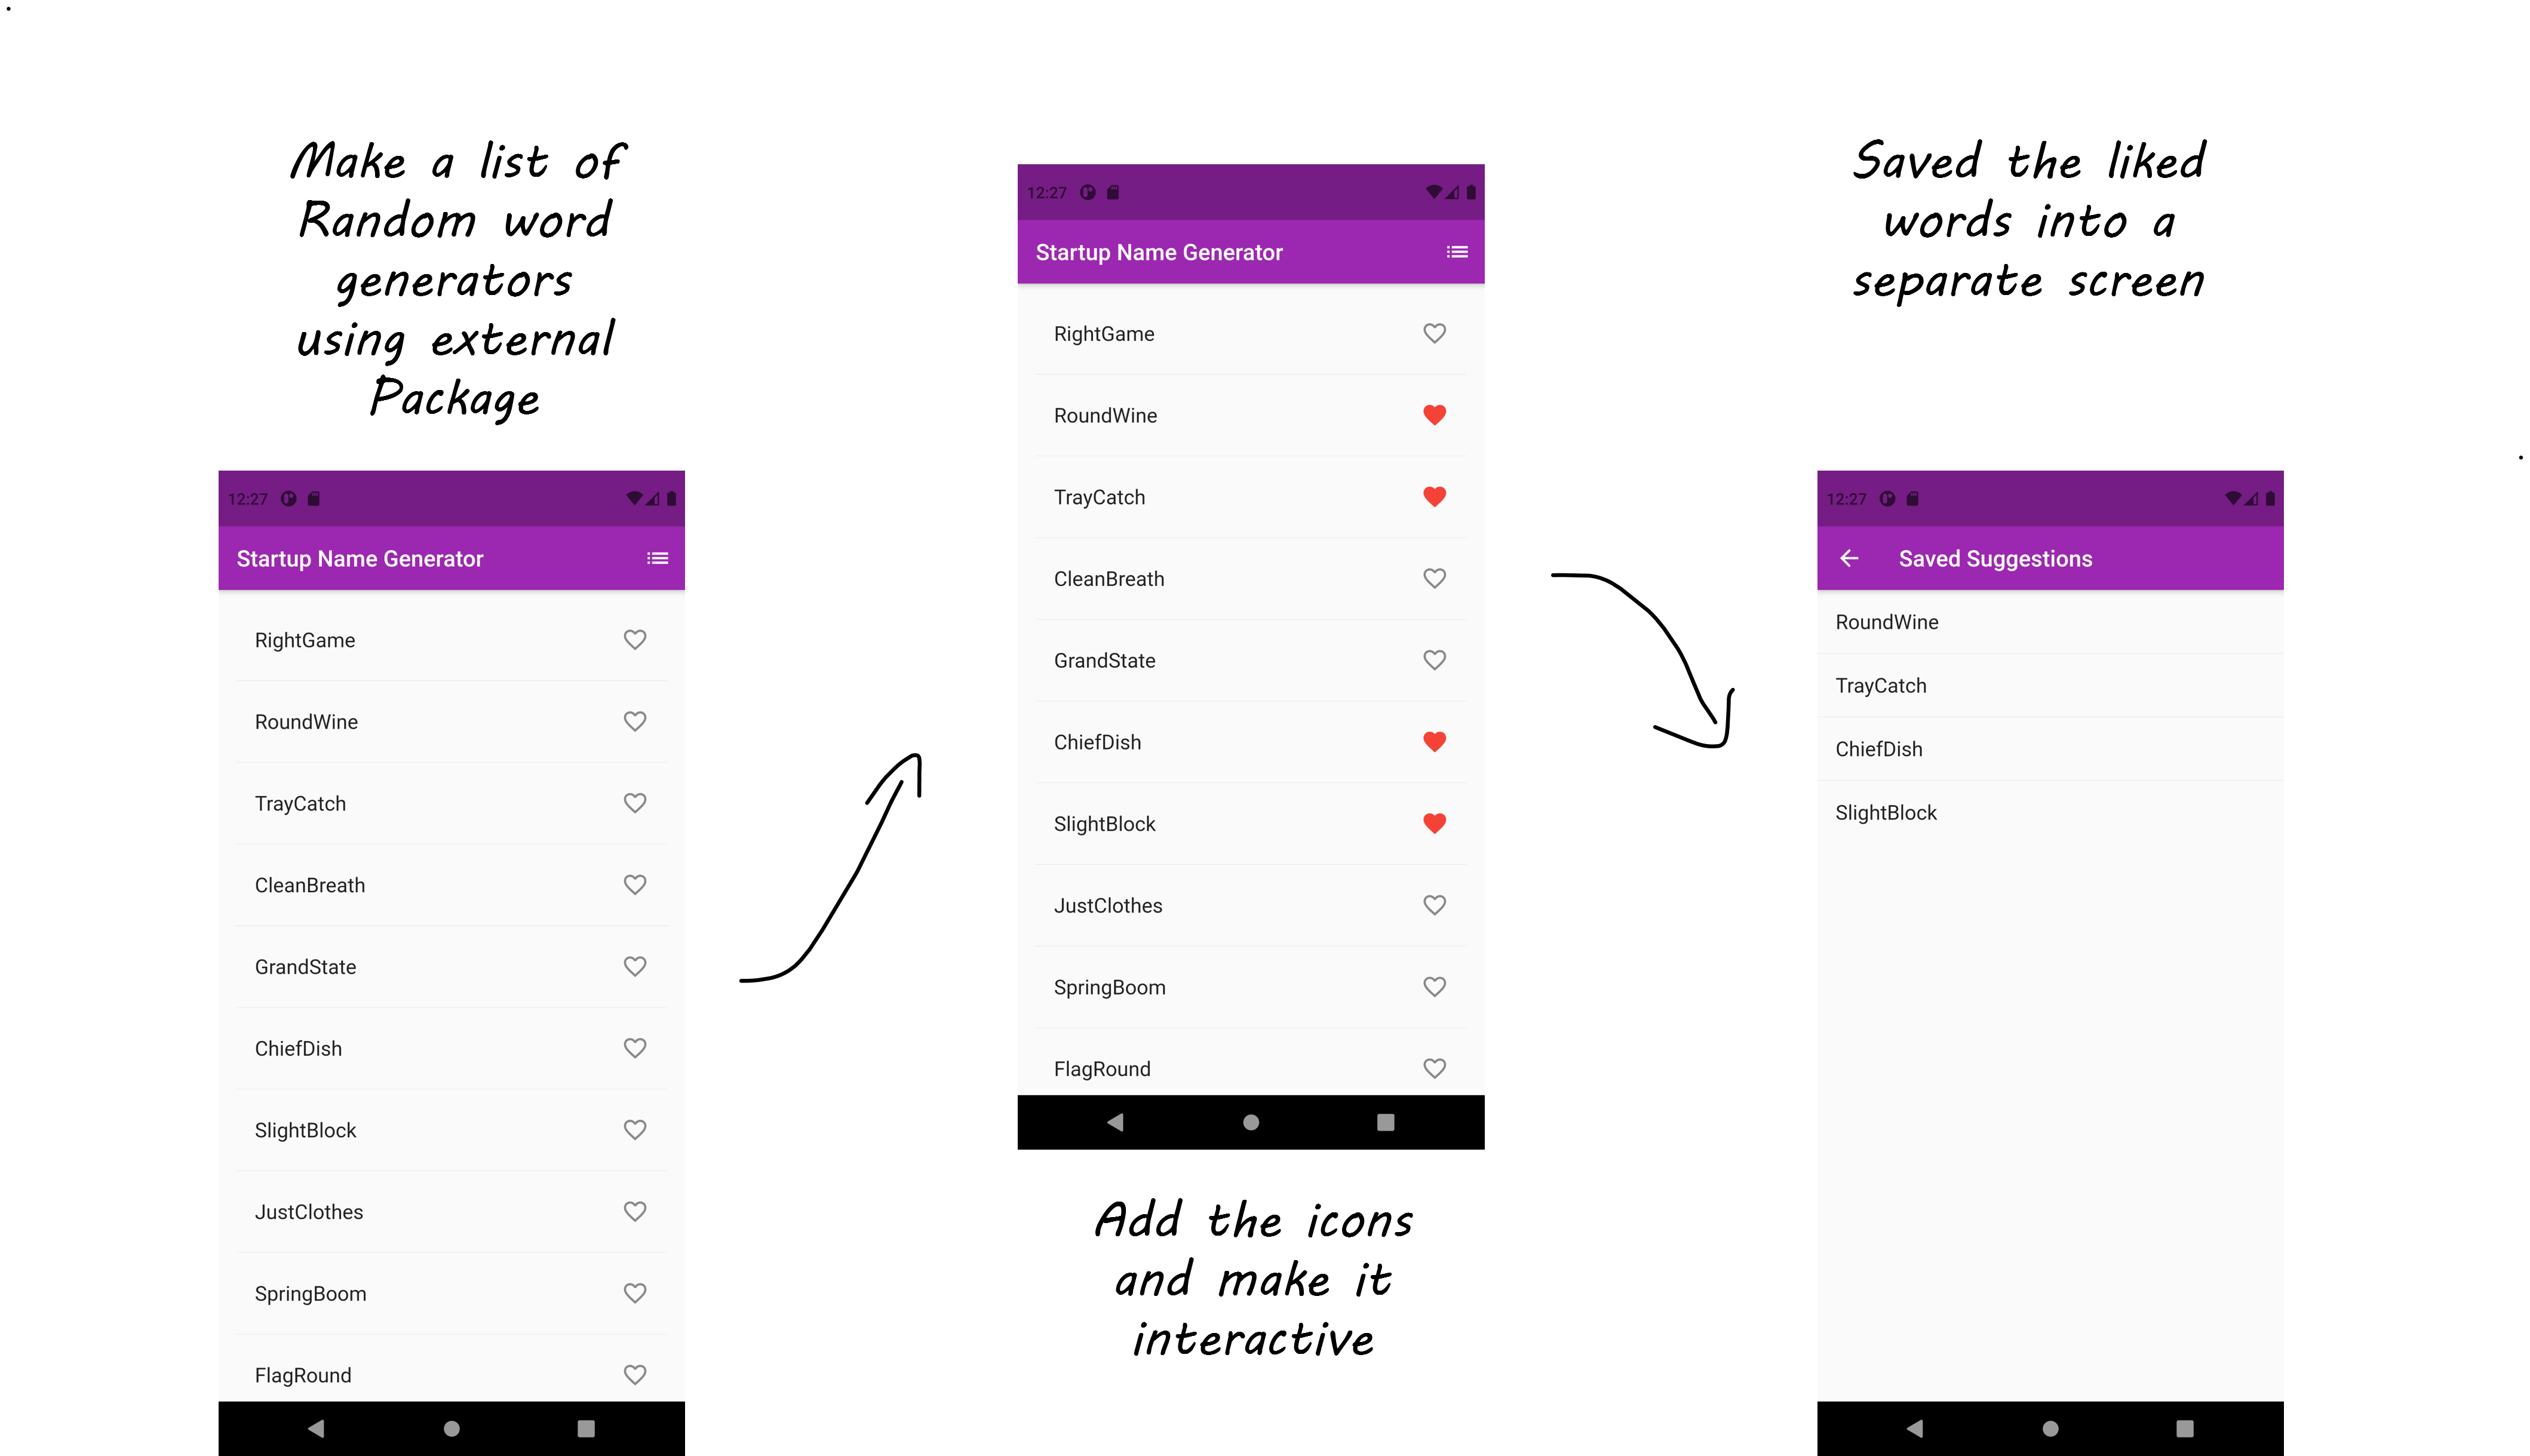 Make a list of
Random word
generators
using external
Package
12:27
Startup Name Generator
RightGame
RoundWine
TrayCatch
CleanBreath
GrandState
ChiefDish
SlightBlock
JustClothes
SpringBoom
FlagRound
12:27
Startup Name Generator
RightGame
RoundWine
TrayCatch
CleanBreath
GrandState
ChiefDish
SlightBlock
JustClothes
SpringBoom
FlagRound
Add the icons
and make it
interactive
Saved the liked
words into a
separate screen
12:27
Saved Suggestions
RoundWine
TrayCatch
ChiefDish
SlightBlock